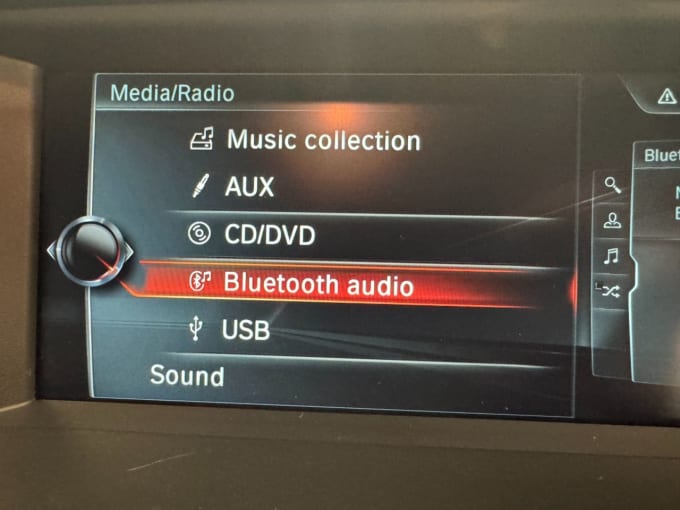 Media/Radio
Music collection
AUX
CD/DVD
Bluetooth audio
USB
Sound